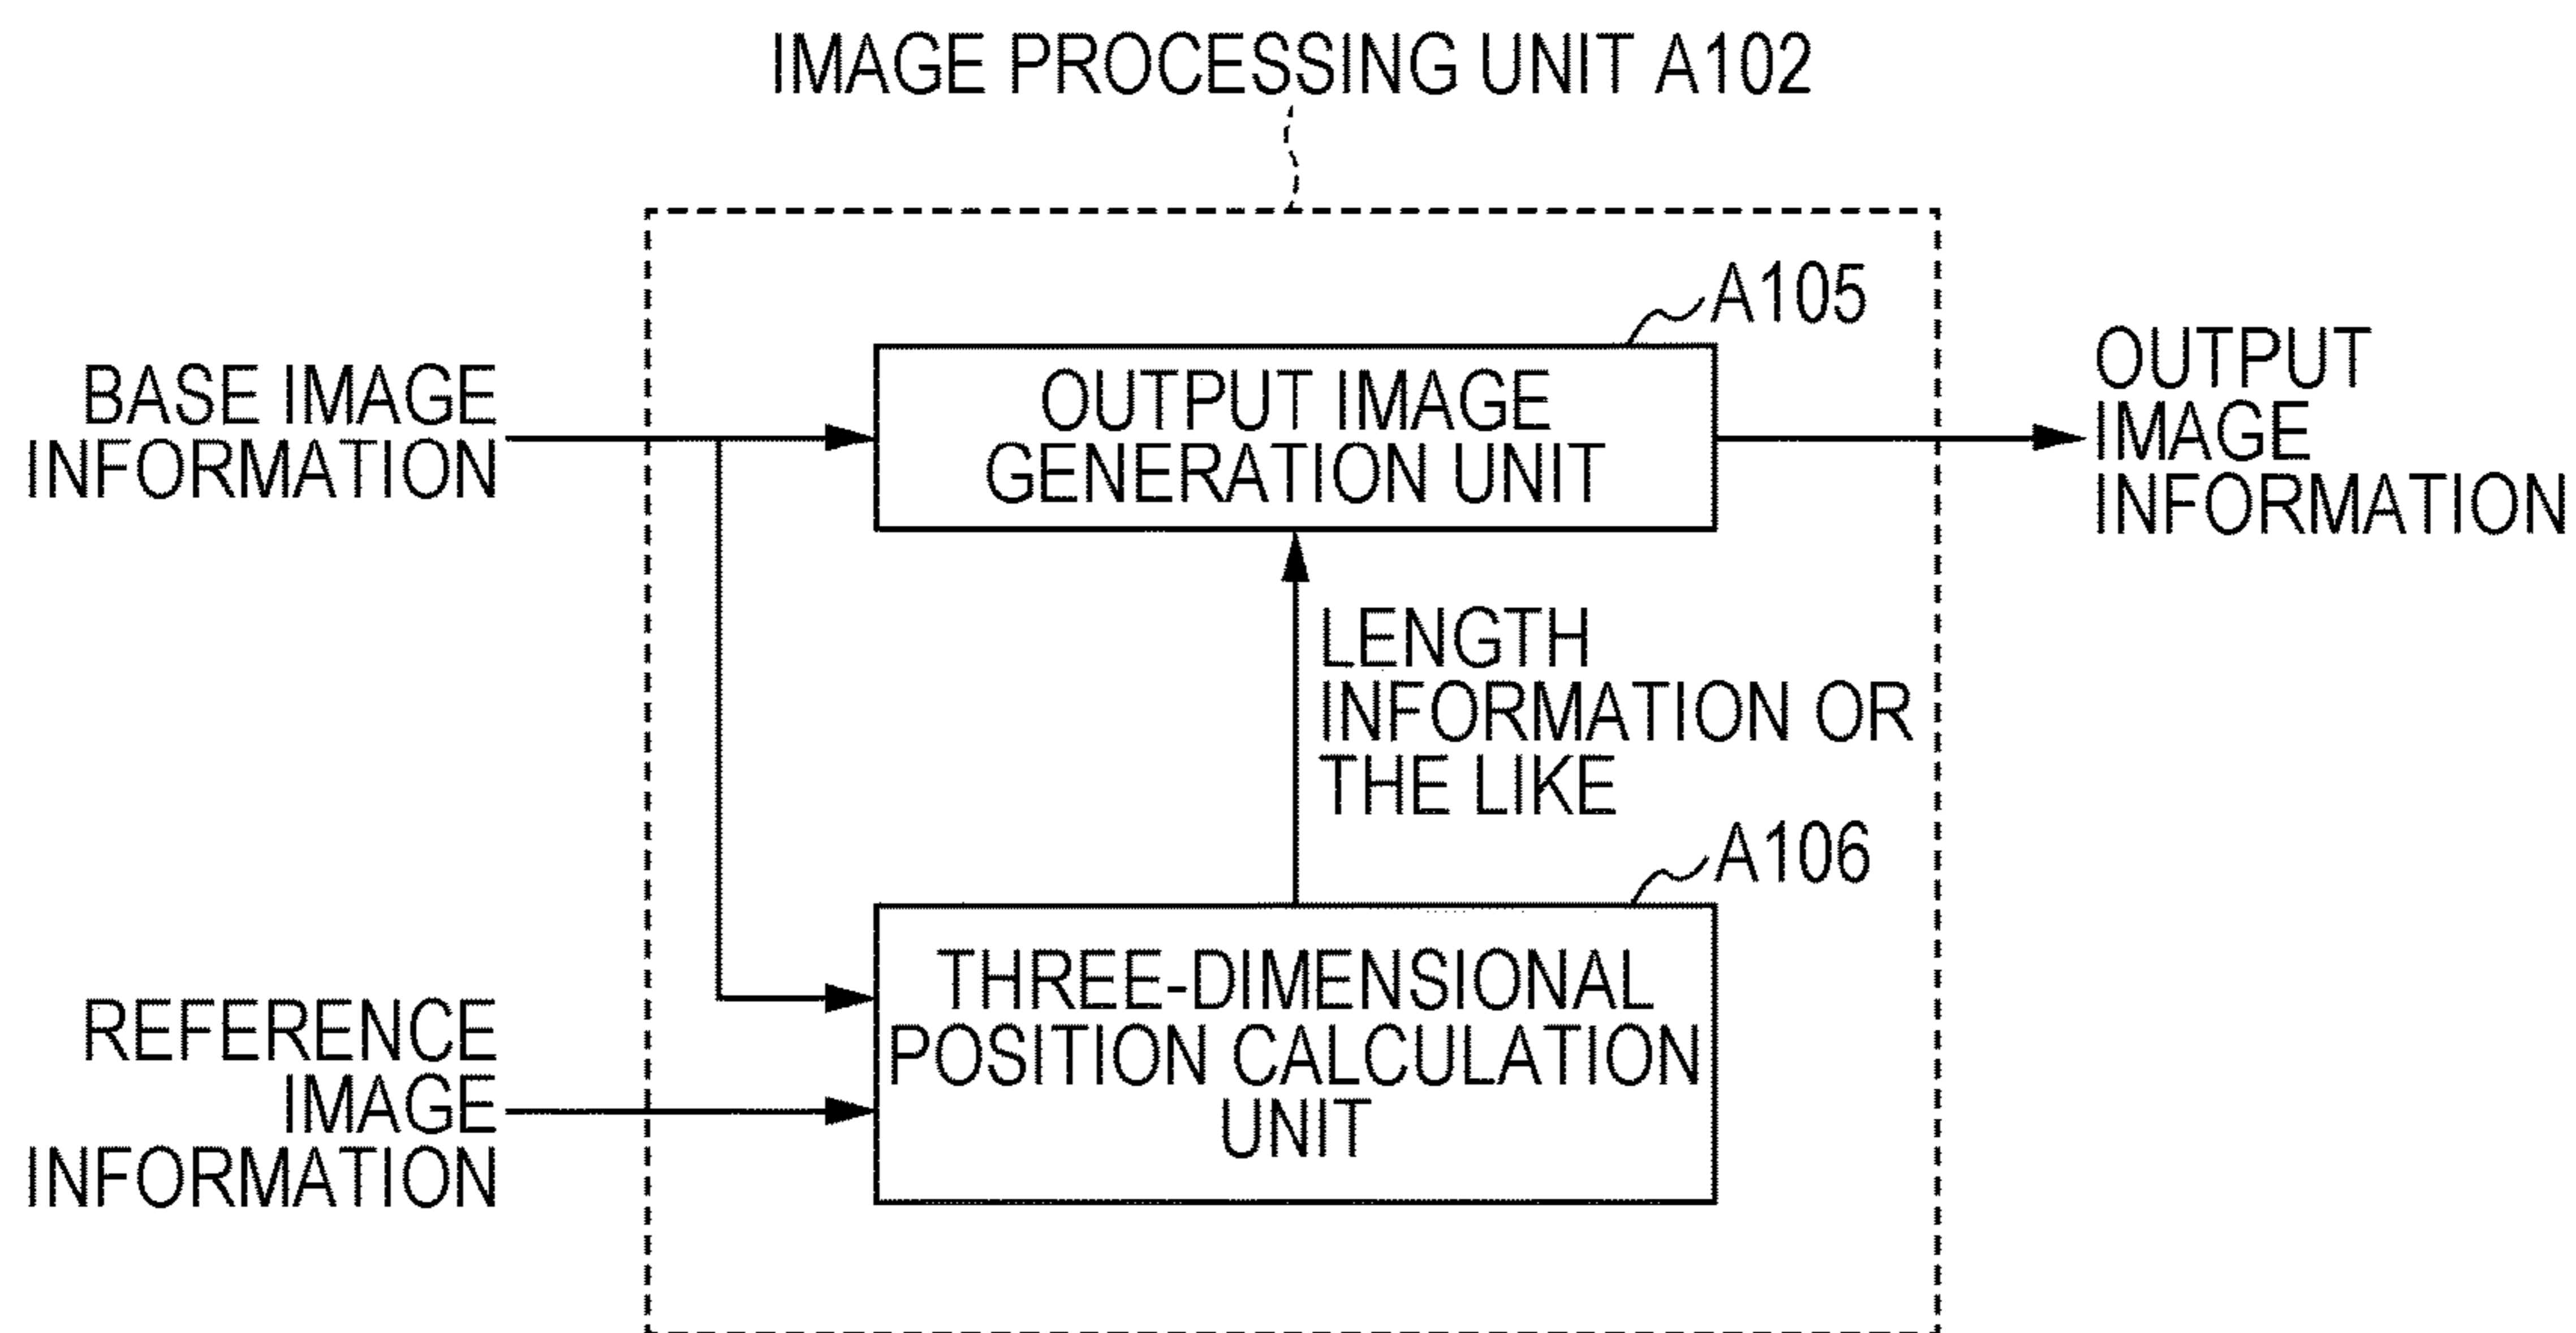 IMAGE PROCESSING UNIT A102
A105
BASE IMAGE
INFORMATION
OUTPUT IMAGE
GENERATION UNIT
OUTPUT
IMAGE
INFORMATION
LENGTH
INFORMATION OR
THE LIKE
A106
REFERENCE
IMAGE
INFORMATION
THREE-DIMENSIONAL
POSITION CALCULATION
UNIT